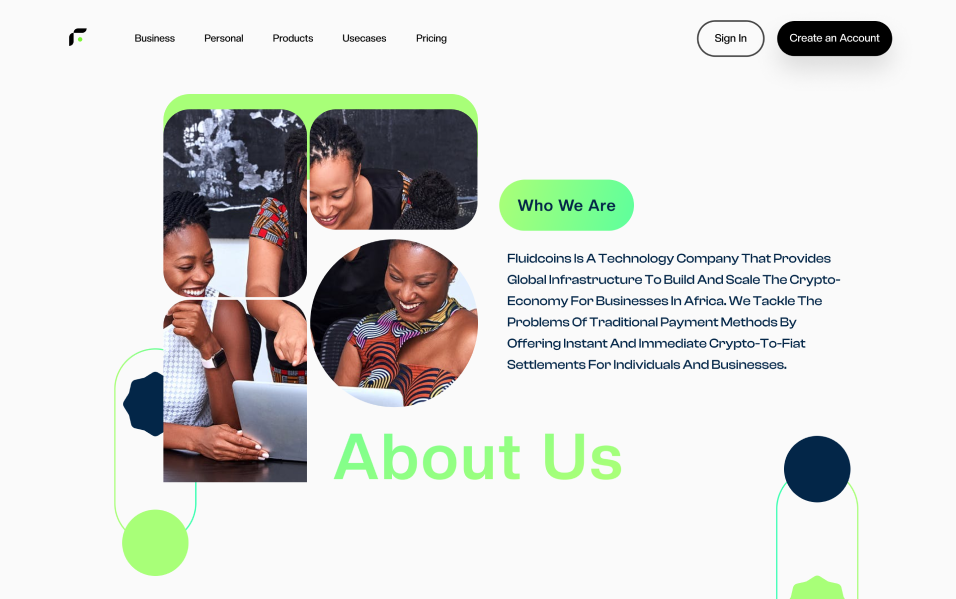 Business Personal Products Usecases Pricing Sign In Create an Account
Who We Are
Fluidcoins Is A Technology Company That Provides
Global Infrastructure To Build And Scale The Crypto-
Economy For Businesses In Africa. We Tackle The
Problems Of Traditional Payment Methods By
Offering Instant And Immediate Crypto-To-Fiat
Settlements For Individuals And Businesses.
About Us